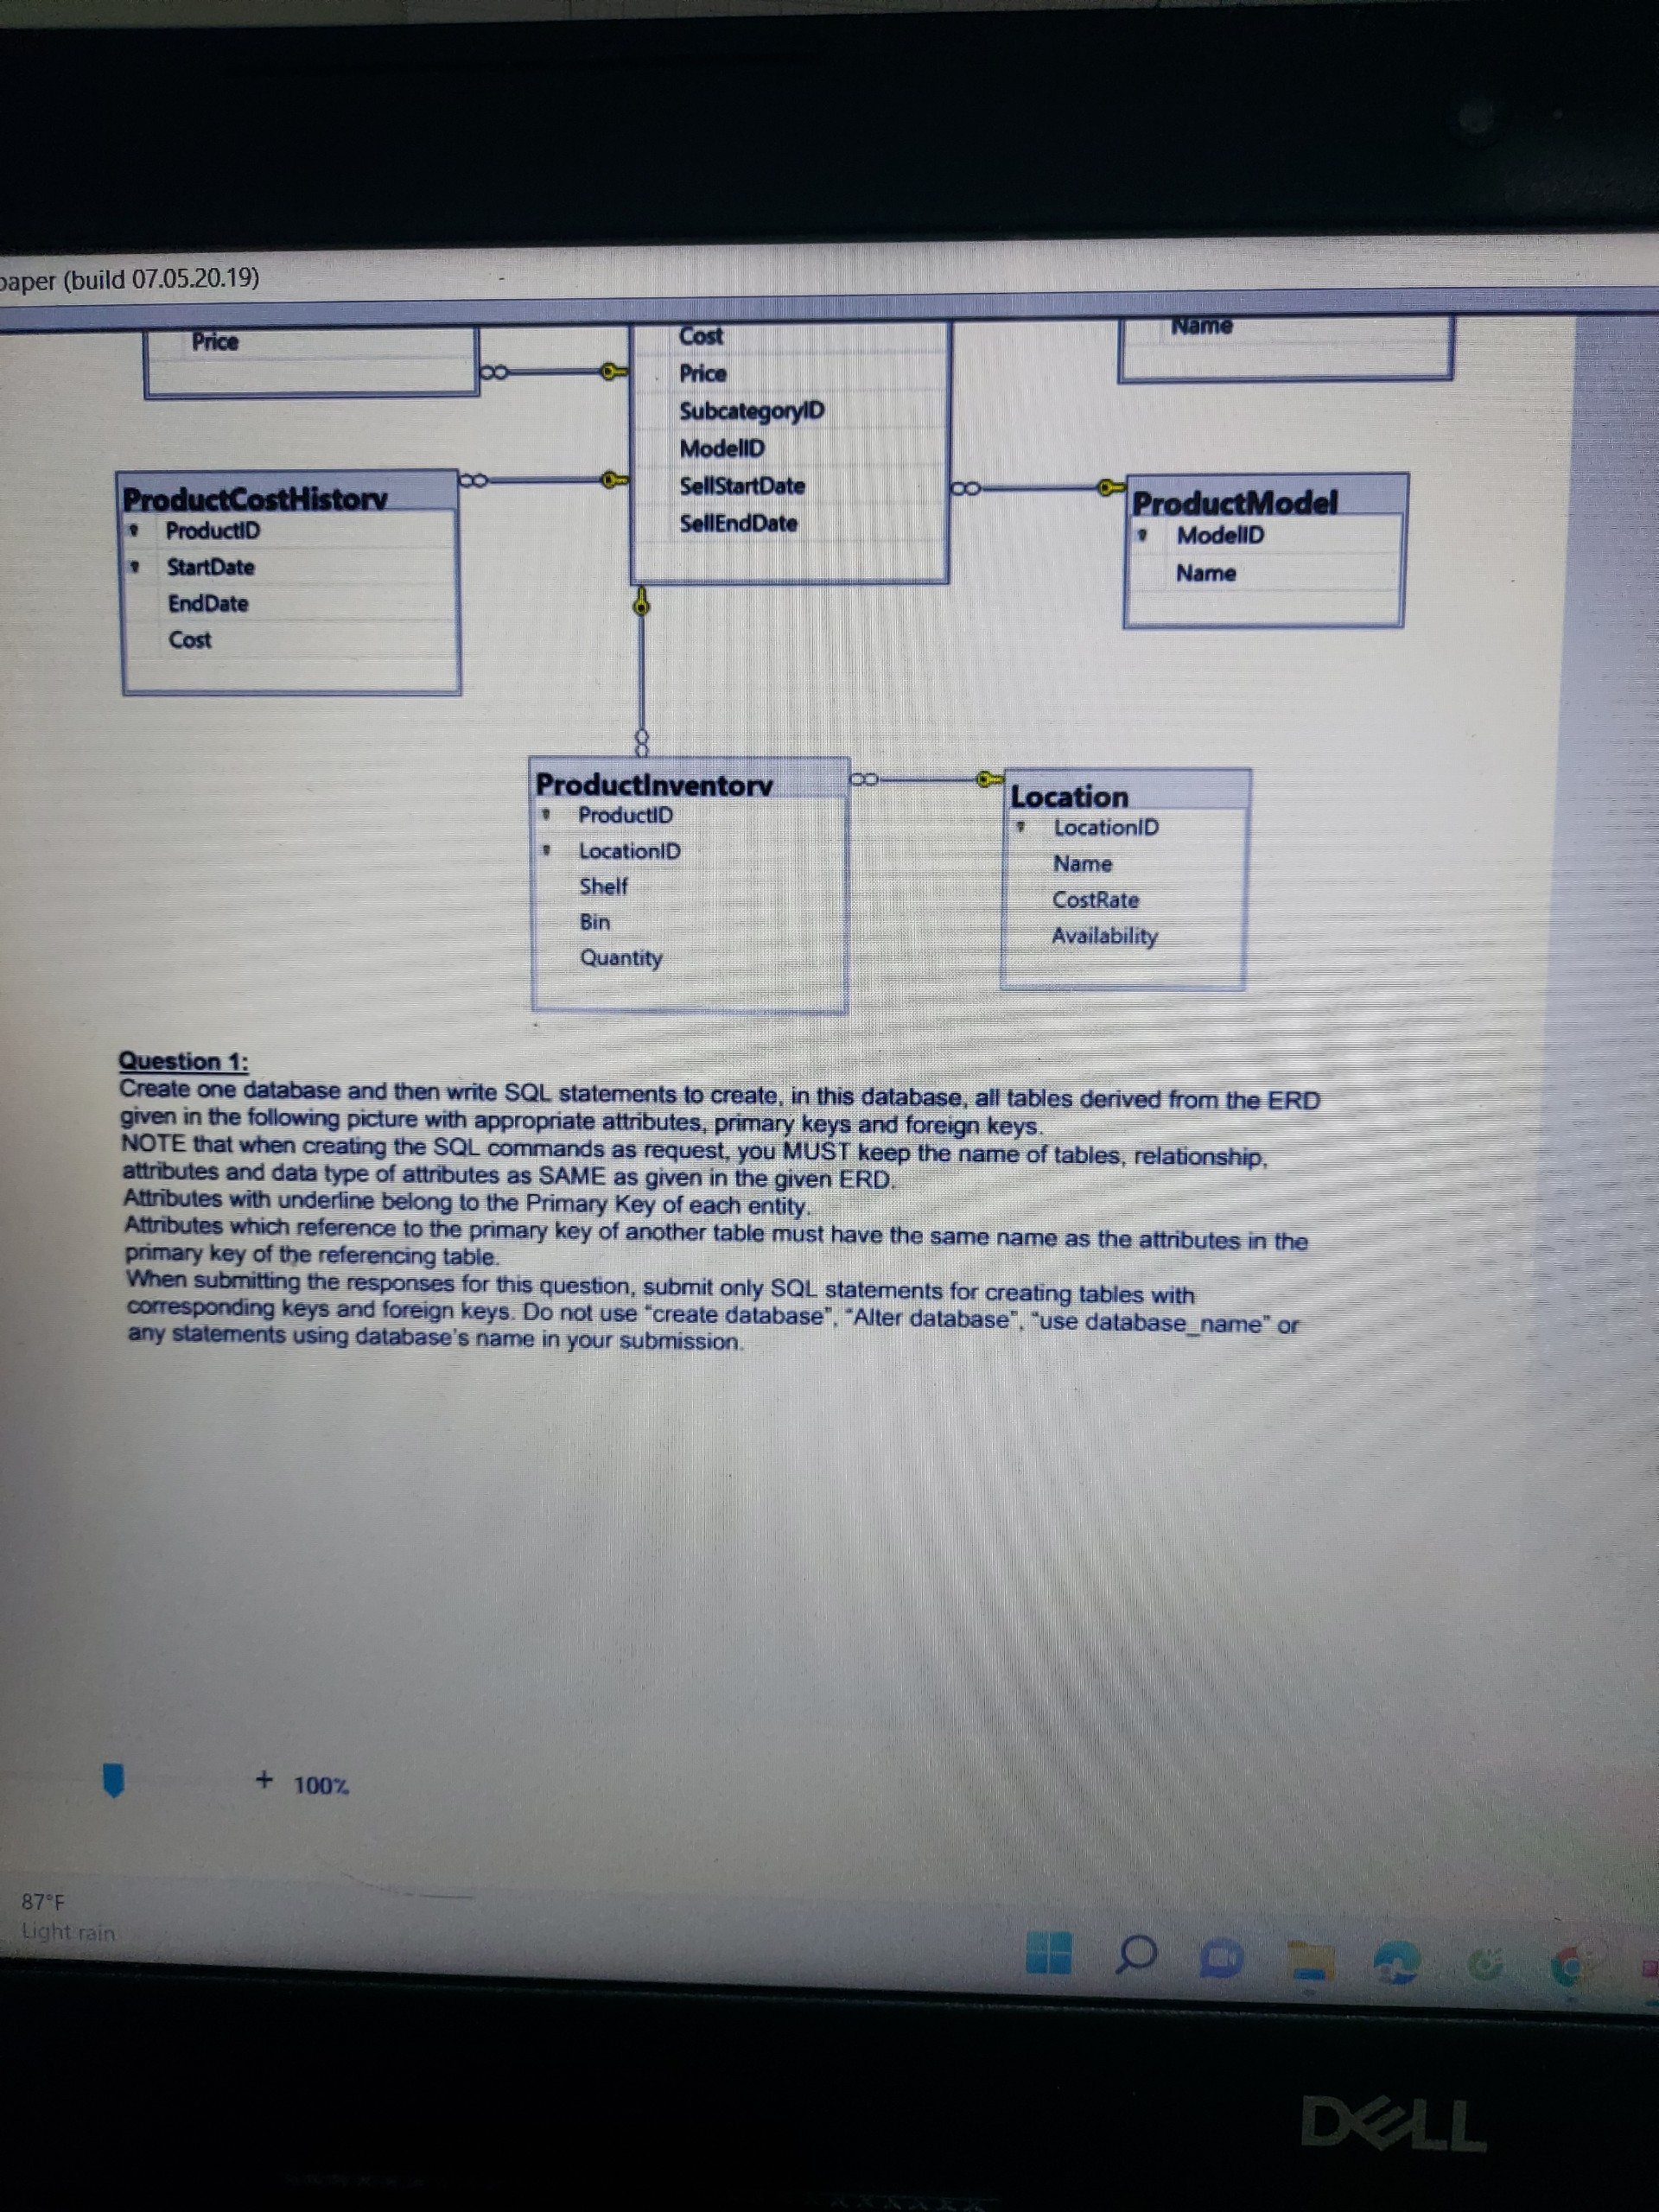 paper (build 07.05.20.19)
Price
Cost
Price
SubcategoryID
ModelID
SellStartDate
SellEndDate
Name
ProductCostHistory
ProductID
StartDate
EndDate
Cost
ProductModel
ModelID
Name
ProductInventory
ProductID
LocationID
Shelf
Bin
Quantity
Location
LocationID
Name
CostRate
Availability
Question 1:
Create one database and then write SQL statements to create, in this database, all tables derived from the ERD
given in the following picture with appropriate attributes, primary keys and foreign keys.
NOTE that when creating the SQL commands as request, you MUST keep the name of tables, relationship,
attributes and data type of attributes as SAME as given in the given ERD.
Attributes with underline belong to the Primary Key of each entity.
Attributes which reference to the primary key of another table must have the same name as the attributes in the
primary key of the referencing table.
When submitting the responses for this question, submit only SQL statements for creating tables with
corresponding keys and foreign keys. Do not use "create database", "Alter database", "use database_name" or
any statements using database's name in your submission.
+ 100%
87°F
Light rain
DELL